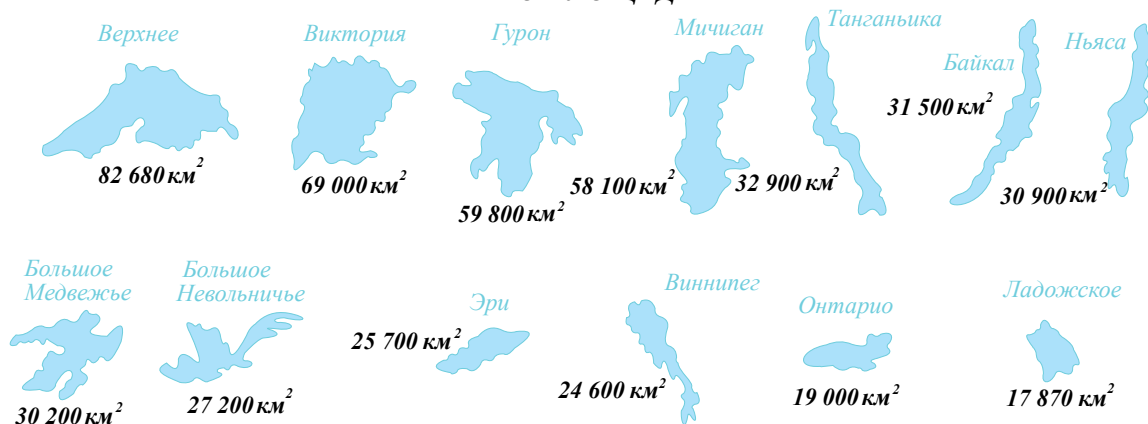 Верхнее
82 680 км²
Виктория
69 000 км²
Гурон
59 800 км²
Мичиган
58 100 км²
Танганьика
32 900 км²
Байкал
31 500 км²
Ньяса
30 900 км²
Большое
Медвежье
30 200 км²
Большое
Невольничье
27 200 км²
Эри
25 700 км²
Виннипег
24 600 км²
Онтарио
19 000 км²
Ладожское
17 870 км²